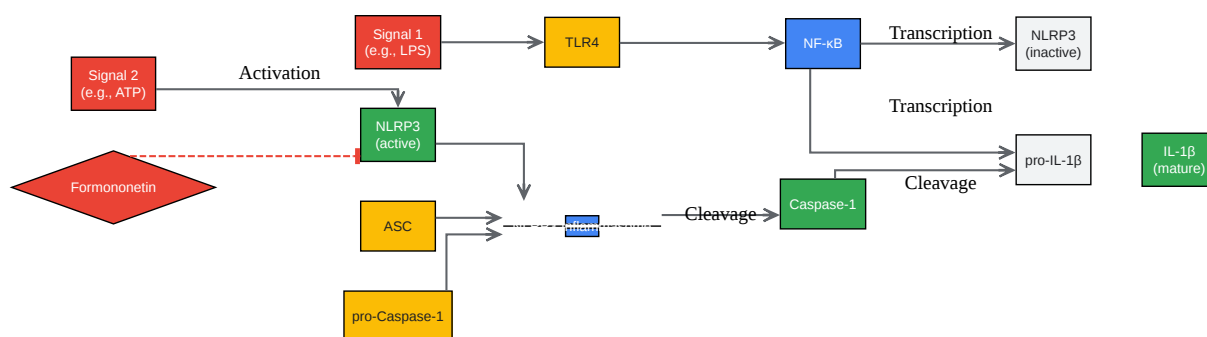 Signal 1
(e.g., LPS)
TLR4
NF-κB
Transcription
NLRP3
(inactive)
Signal 2
(e.g., ATP)
Activation
NLRP3
(active)
Transcription
Formononetin
pro-IL-1β
IL-1β
(mature)
Cleavage
Caspase-1
Cleavage
ASC
pro-Caspase-1